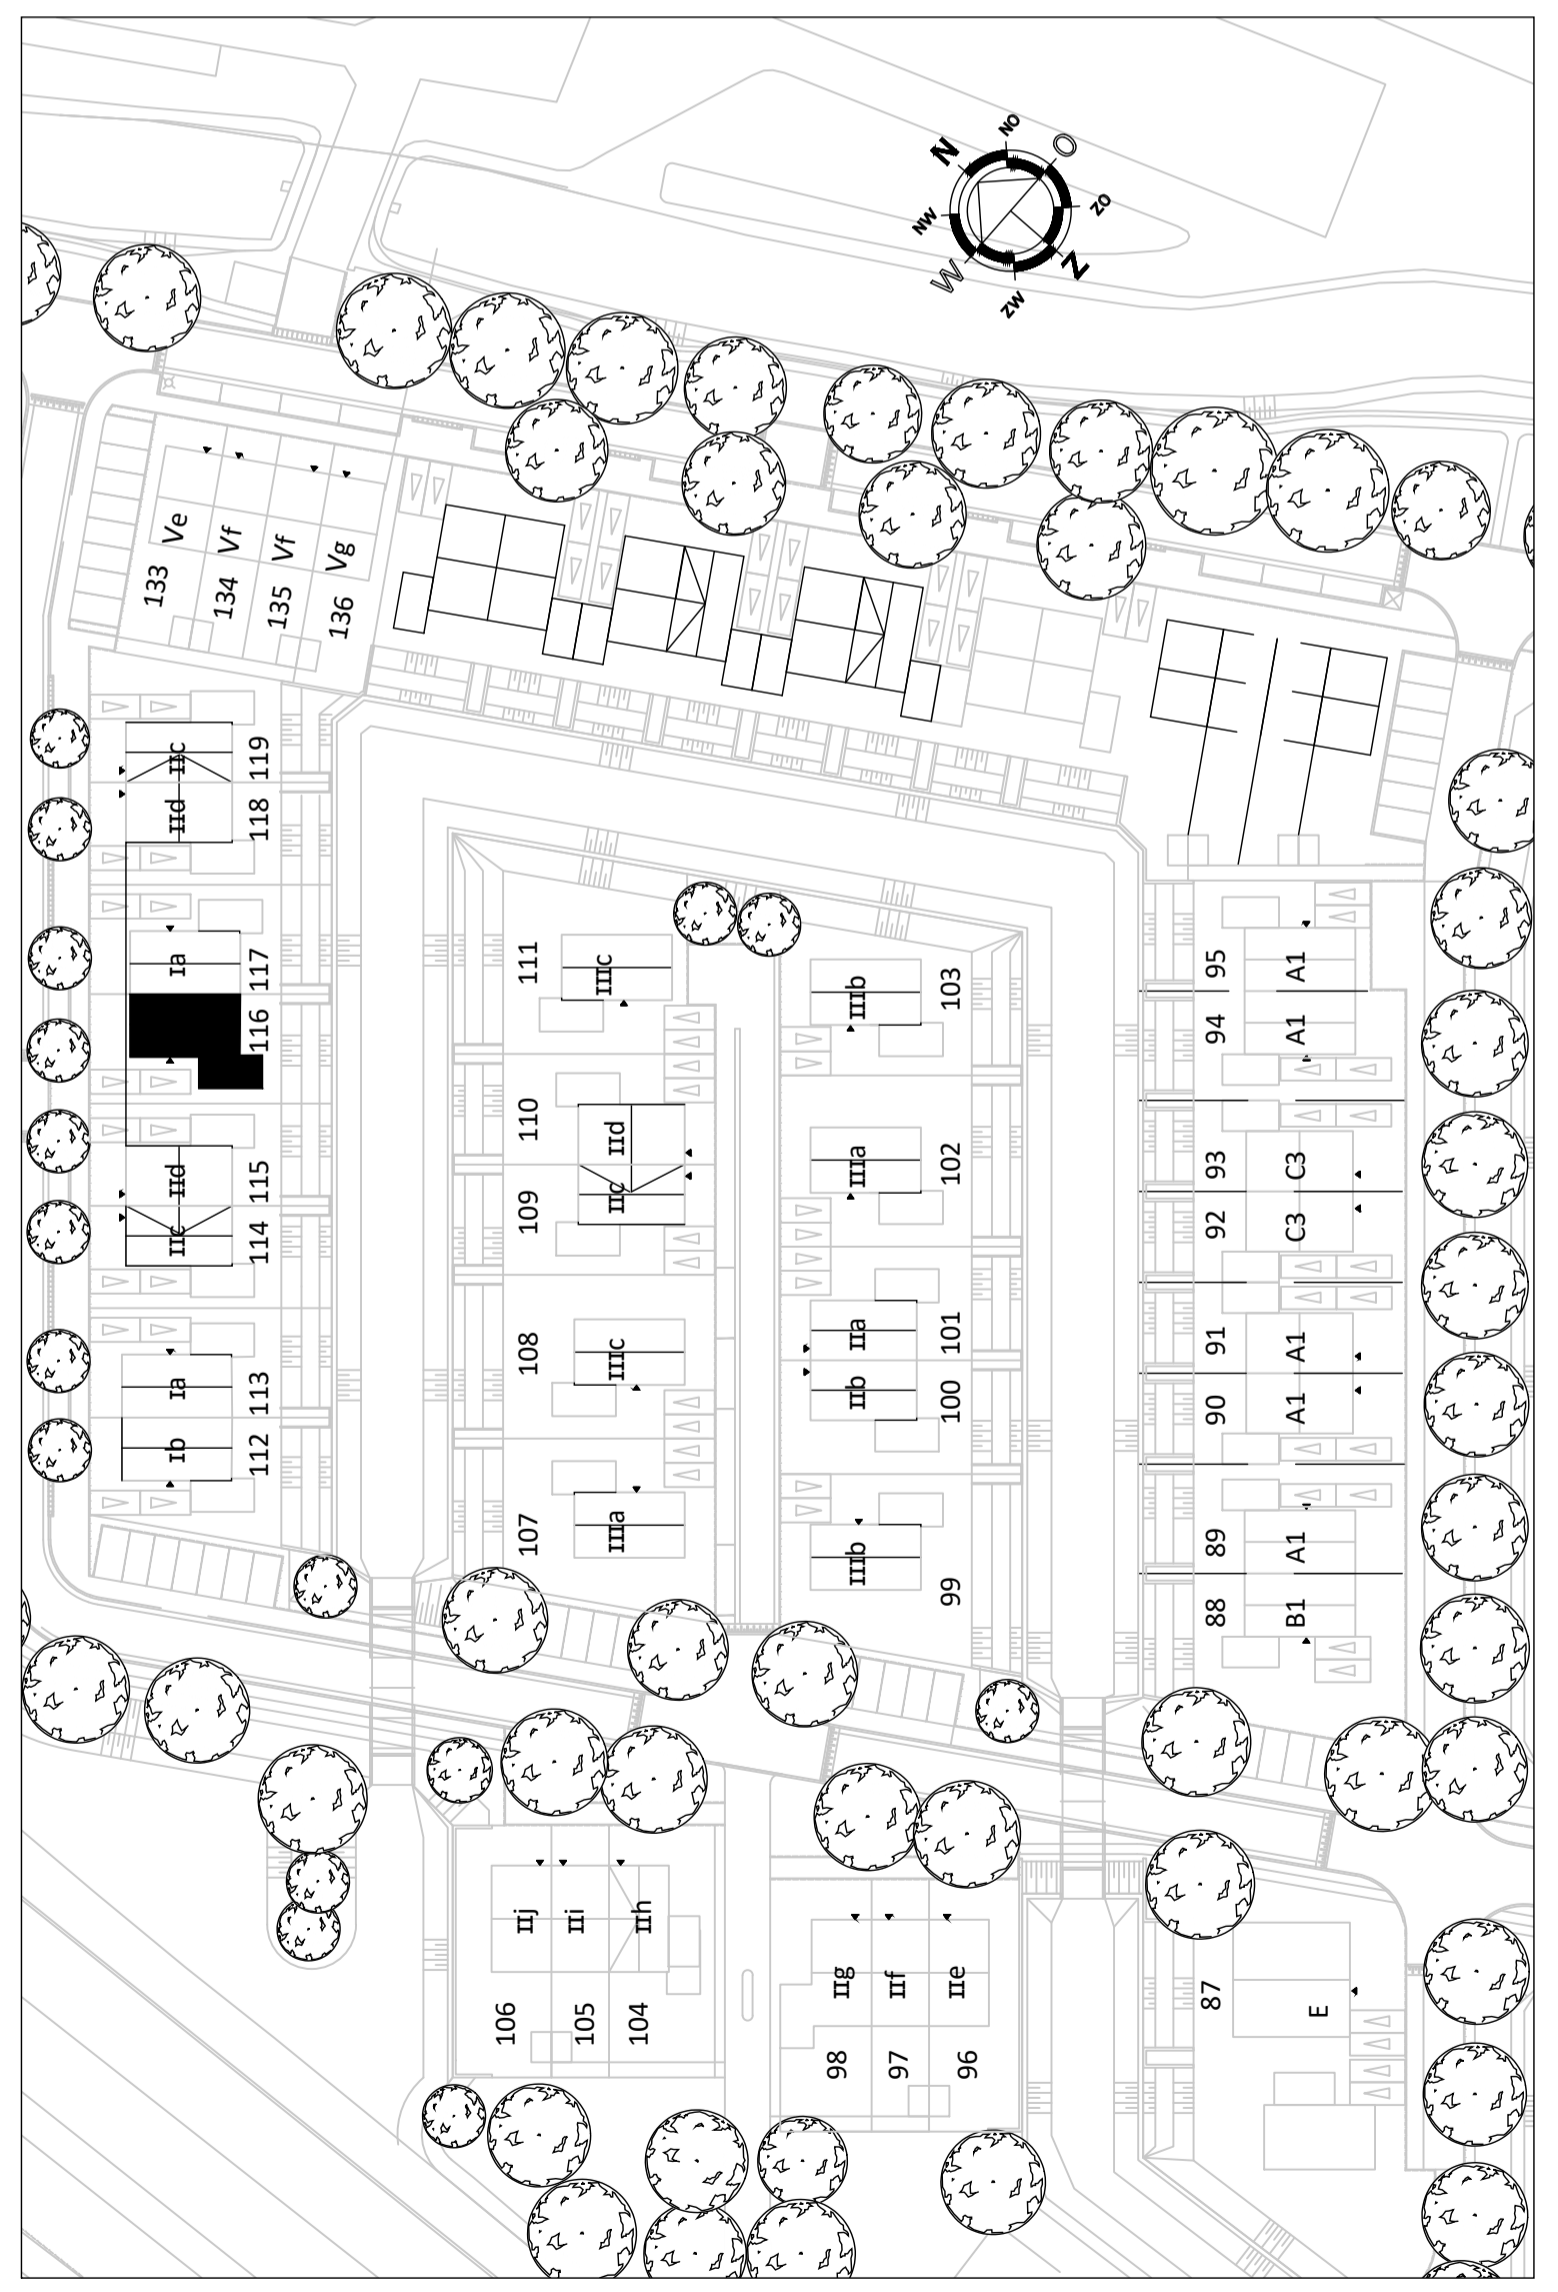 N
NO
O
ZO
Z
ZW
W
NW
Ve
133
Vf
134
Vf
135
Vg
136
IIc
119
IId
118
Ia
117
116
IId
115
IIc
114
Ia
113
Ib
112
111
IIIc
110
IId
109
IIc
108
IIIc
107
IIIa
IIIb
103
IIIa
102
IIa
101
IIb
100
IIIb
99
95
A1
94
A1
93
C3
92
C3
91
A1
90
A1
89
A1
88
B1
IIj
IIi
IIh
106
105
104
IIg
IIf
IIe
98
97
96
87
E